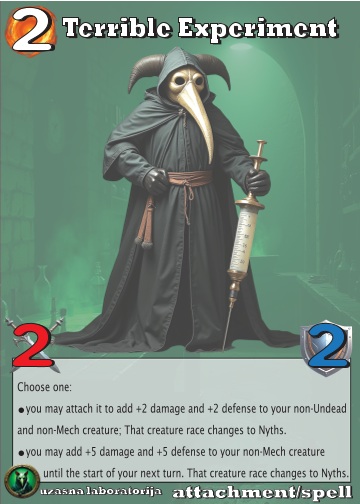 2 Terrible Experiment
2 2
Choose one:
●you may attach it to add +2 damage and +2 defense to your non-Undead
and non-Mech creature; That creature race changes to Nyths.
●you may add +5 damage and +5 defense to your non-Mech creature
until the start of your next turn. That creature race changes to Nyths.
uzasna laboratorija attachment/spell